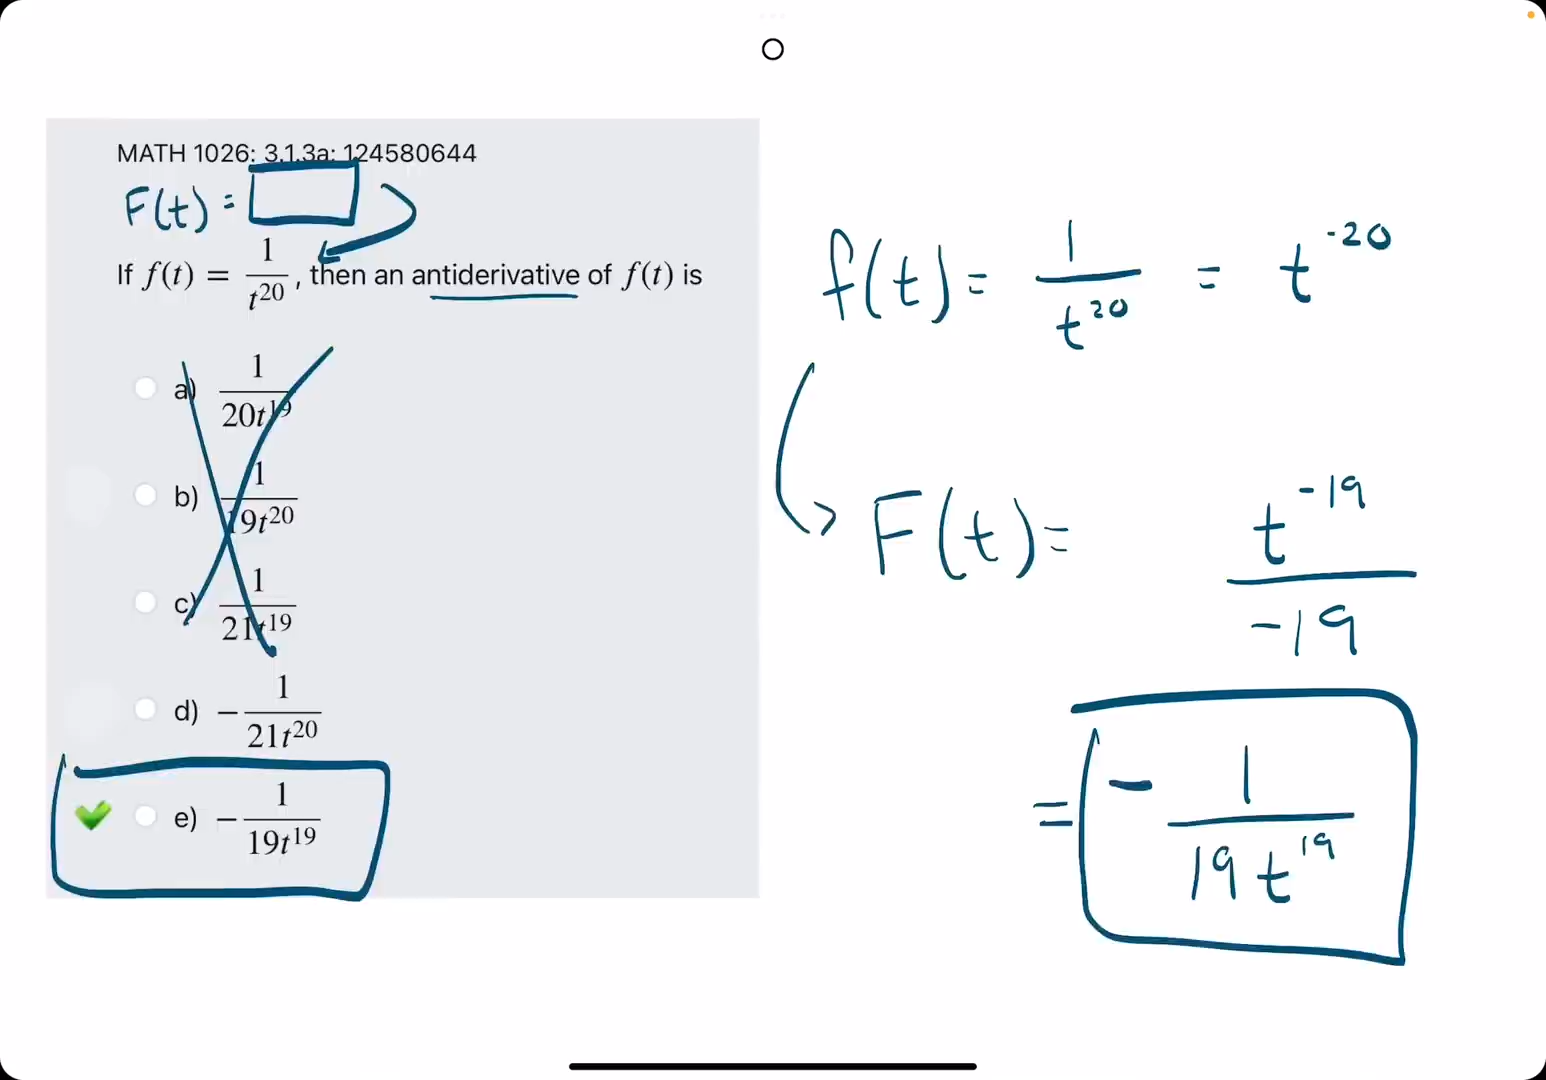 MATH 1026: 3.1.3a: 124580644
F(t) =
If f(t) = 1/t^20, then an antiderivative of f(t) is
a) 1/20t^19
b) 1/19t^20
c) 1/21t^19
d) -1/21t^20
e) -1/19t^19
f(t) = 1/t^20 = t^-20
F(t) = t^-19/-19
= -1/19t^19